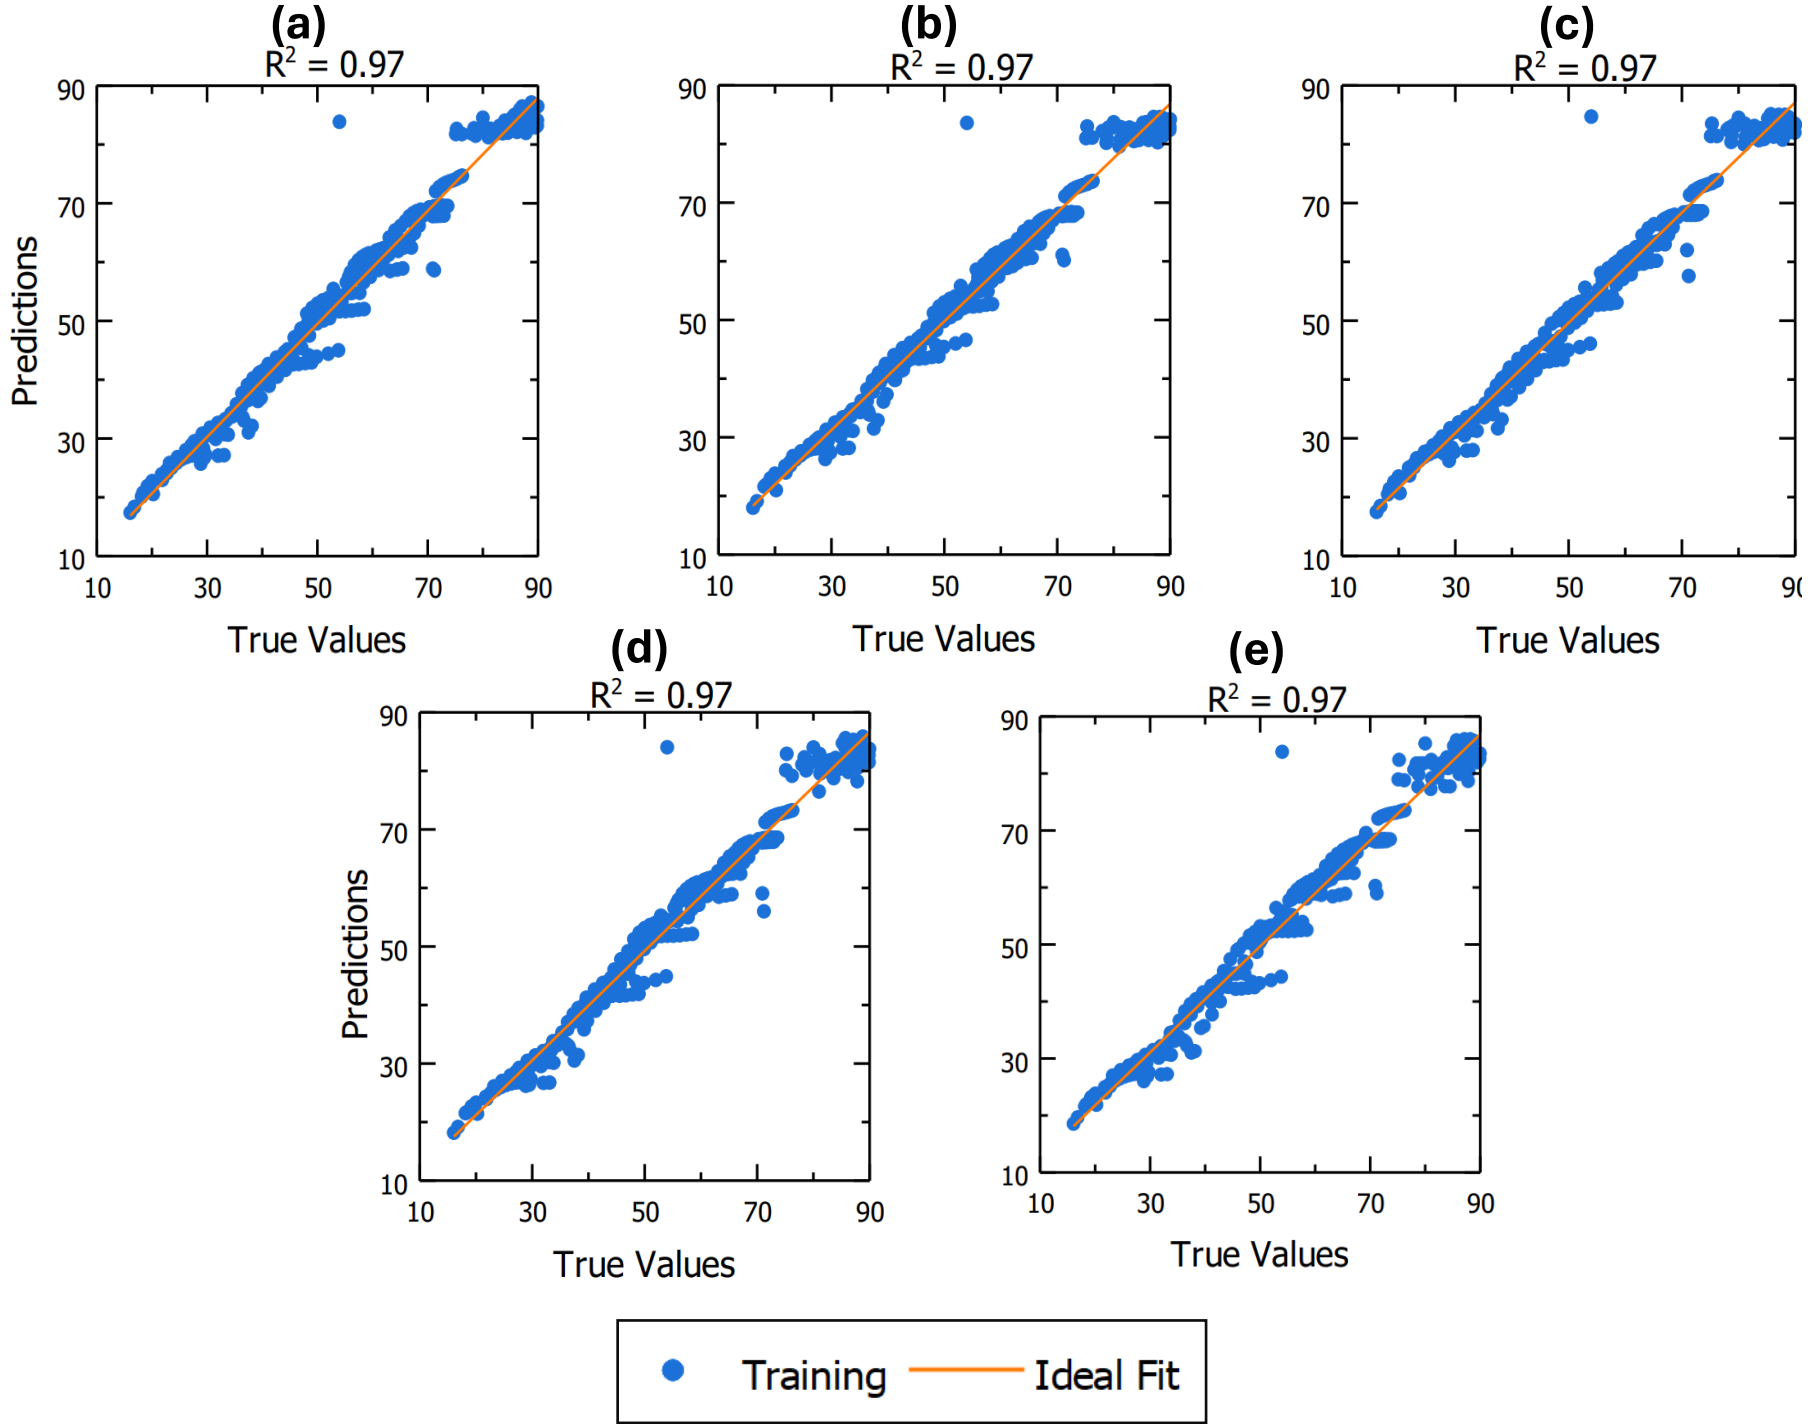 (a) (b) (c)
R² = 0.97 R² = 0.97 R² = 0.97
90 90 90
70 70 70
50 50 50
30 30 30
10 10 10
Predictions
10 30 50 70 90 10 30 50 70 90 10 30 50 70 90
True Values True Values True Values
(d) (e)
R² = 0.97 R² = 0.97
90 90
70 70
50 50
30 30
10 10
Predictions
10 30 50 70 90 10 30 50 70 90
True Values True Values
Training Ideal Fit